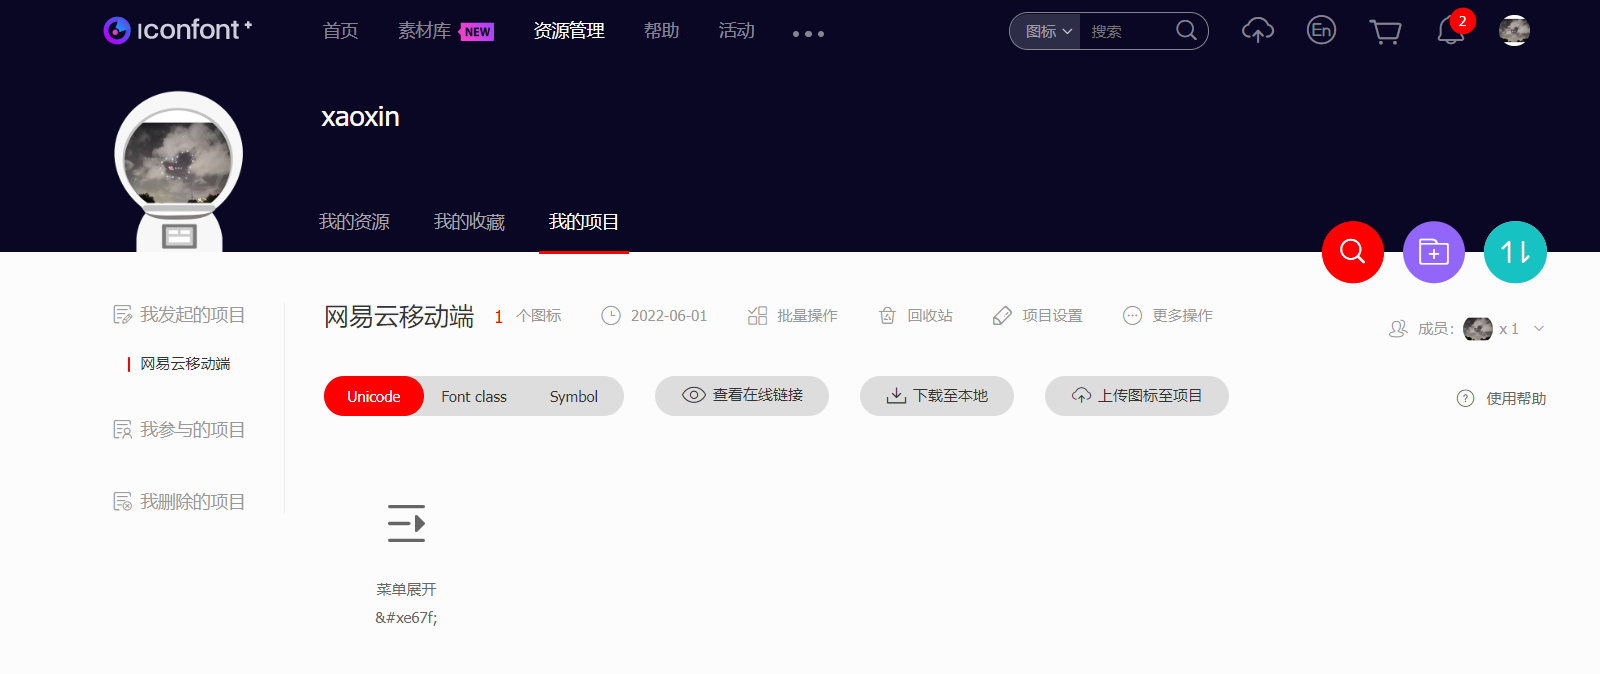 iconfont+
首页
素材库 NEW
资源管理
帮助
活动
图标
搜索
En
2
xaoxin
我的资源
我的收藏
我的项目
我发起的项目
网易云移动端
我参与的项目
我删除的项目
网易云移动端 1 个图标
2022-06-01
批量操作
回收站
项目设置
更多操作
成员:
x 1
Unicode
Font class
Symbol
查看在线链接
下载至本地
上传图标至项目
使用帮助
菜单展开
&#xe67f;